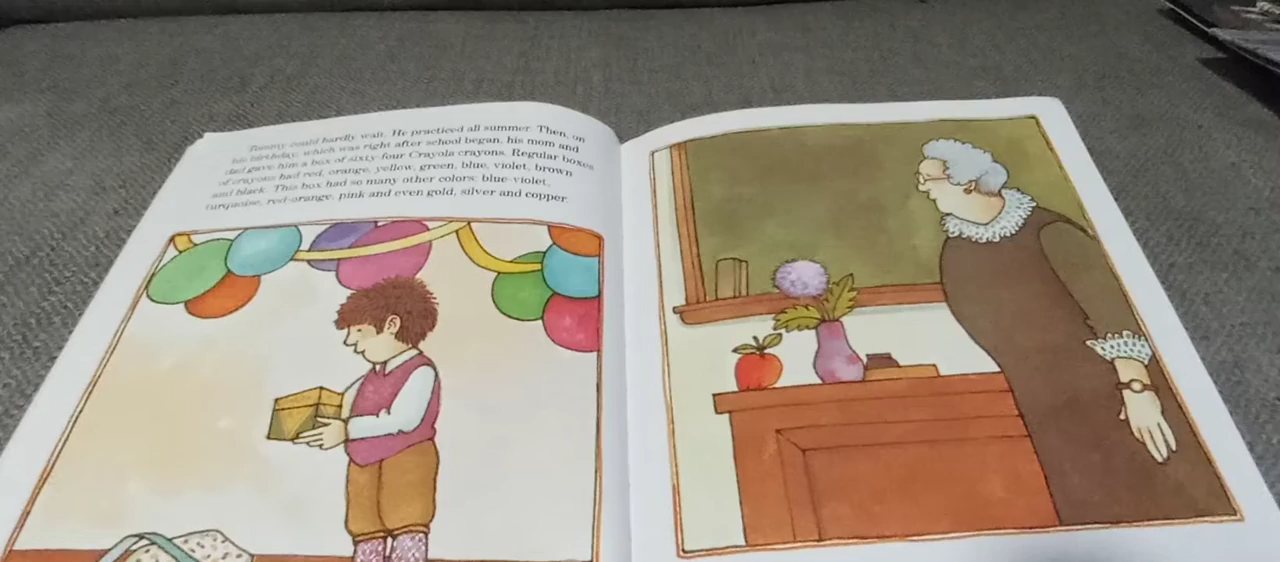 Tommy could hardly wait. He practiced all summer. Then, on
his birthday, which was right after school began, his mom and
dad gave him a box of sixty-four Crayola crayons. Regular boxes
of crayons had red, orange, yellow, green, blue, violet, brown
and black. This box had so many other colors: blue-violet,
turquoise, red-orange, pink and even gold, silver and copper.